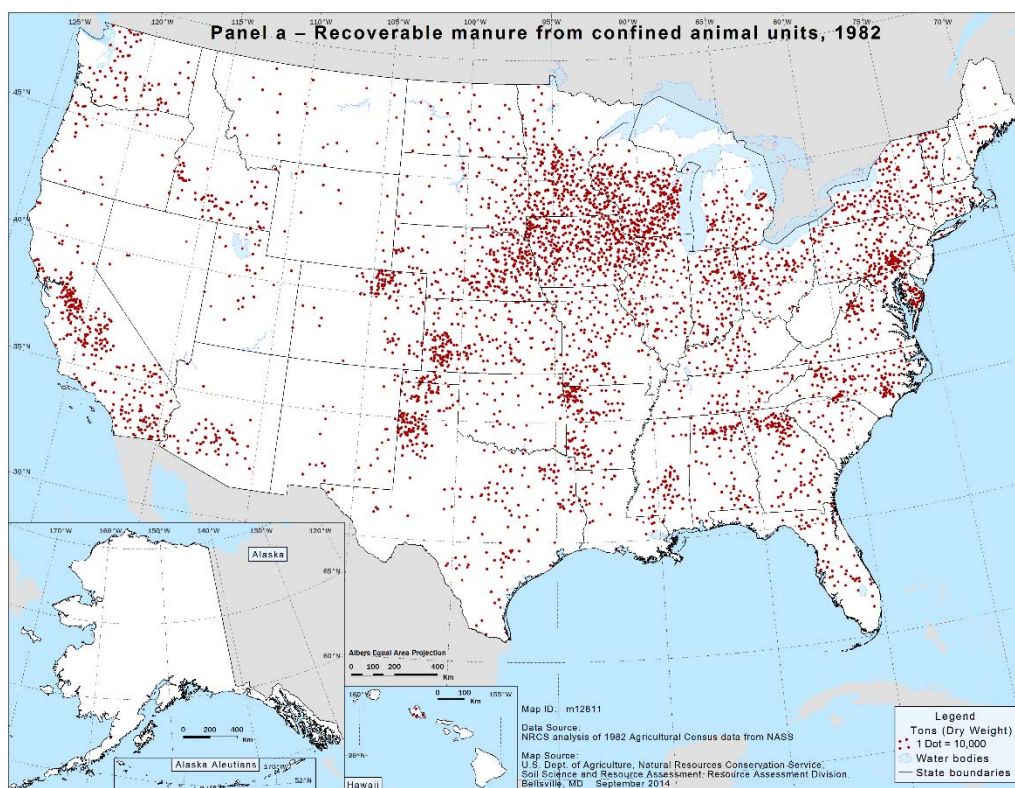 Panel a – Recoverable manure from confined animal units, 1982
125°W
120°W
115°W
110°W
105°W
100°W
95°W
90°W
85°W
80°W
75°W
70°W
45°N
40°N
35°N
30°N
170°W
160°W
150°W
140°W
130°W
120°W
Alaska
65°N
60°N
0 200 400
Km
Alaska Aleutians
170°W
52°N
Albers Equal Area Projection
0 100 200 400
Km
160°W
0 100
Km
155°W
Hawaii
Map ID: m12811
Data Source:
NRCS analysis of 1982 Agricultural Census data from NASS
Map Source:
U.S. Dept. of Agriculture, Natural Resources Conservation Service,
Soil Science and Resource Assessment: Resource Assessment Division,
Beltsville, MD September 2014
Legend
Tons (Dry Weight)
1 Dot = 10,000
Water bodies
State boundaries